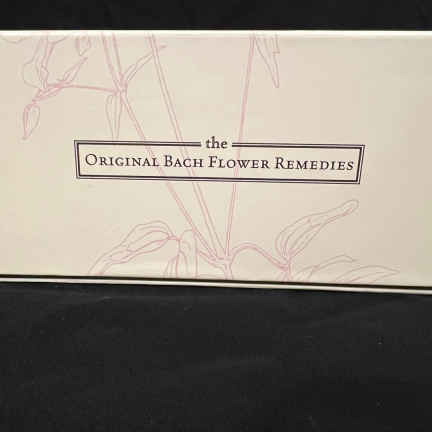 the
Original Bach Flower Remedies